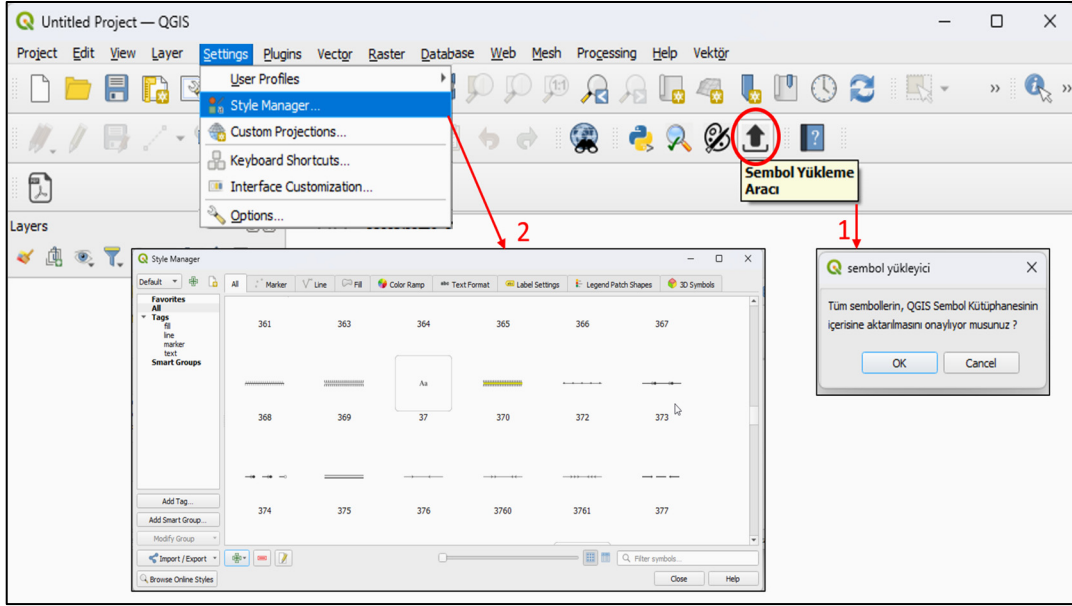 Untitled Project — QGIS
Project Edit View Layer Settings Plugins Vector Raster Database Web Mesh Processing Help Vektör
User Profiles
Style Manager...
Custom Projections...
Keyboard Shortcuts...
Interface Customization...
Options...
Sembol Yükleme
Aracı
Layers
2
1
Style Manager
Default
All Marker Line Fill Color Ramp Text Format Label Settings Legend Patch Shapes 3D Symbols
Favorites
All
Tags
fill
line
marker
text
Smart Groups
361 363 364 365 366 367
Aa
368 369 37 370 372 373
374 375 376 3760 3761 377
Add Tag...
Add Smart Group...
Modify Group
Import / Export
Filter symbols...
Browse Online Styles
Close Help
sembol yükleyici
Tüm sembollerin, QGIS Sembol Kütüphanesinin
içerisine aktarılmasını onaylıyor musunuz ?
OK Cancel